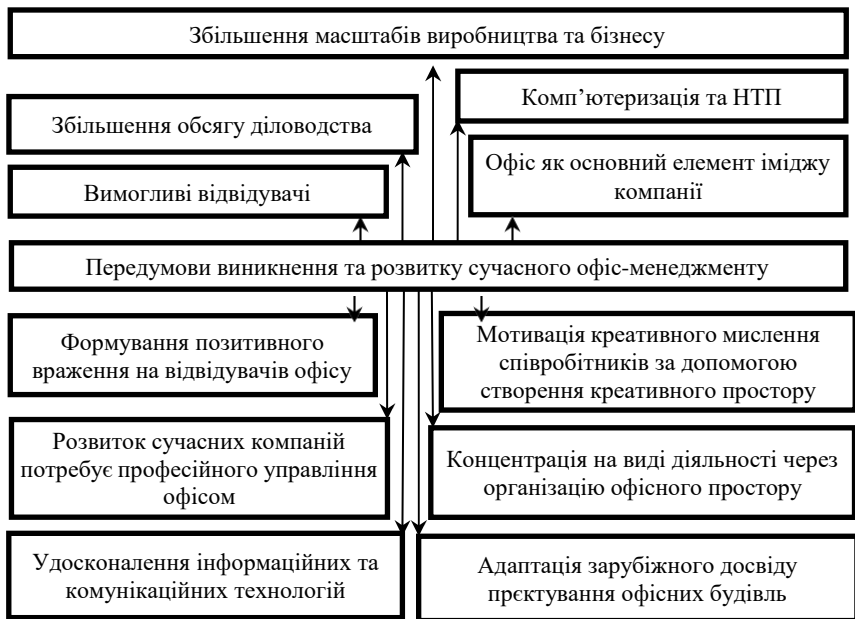 Збільшення масштабів виробництва та бізнесу
Комп’ютеризація та НТП
Збільшення обсягу діловодства
Офіс як основний елемент іміджу
компанії
Вимогливі відвідувачі
Передумови виникнення та розвитку сучасного офіс-менеджменту
Формування позитивного
враження на відвідувачів офісу
Мотивація креативного мислення
співробітників за допомогою
створення креативного простору
Розвиток сучасних компаній
потребує професійного управління
офісом
Концентрація на виді діяльності через
організацію офісного простору
Удосконалення інформаційних та
комунікаційних технологій
Адаптація зарубіжного досвіду
прєктування офісних будівль